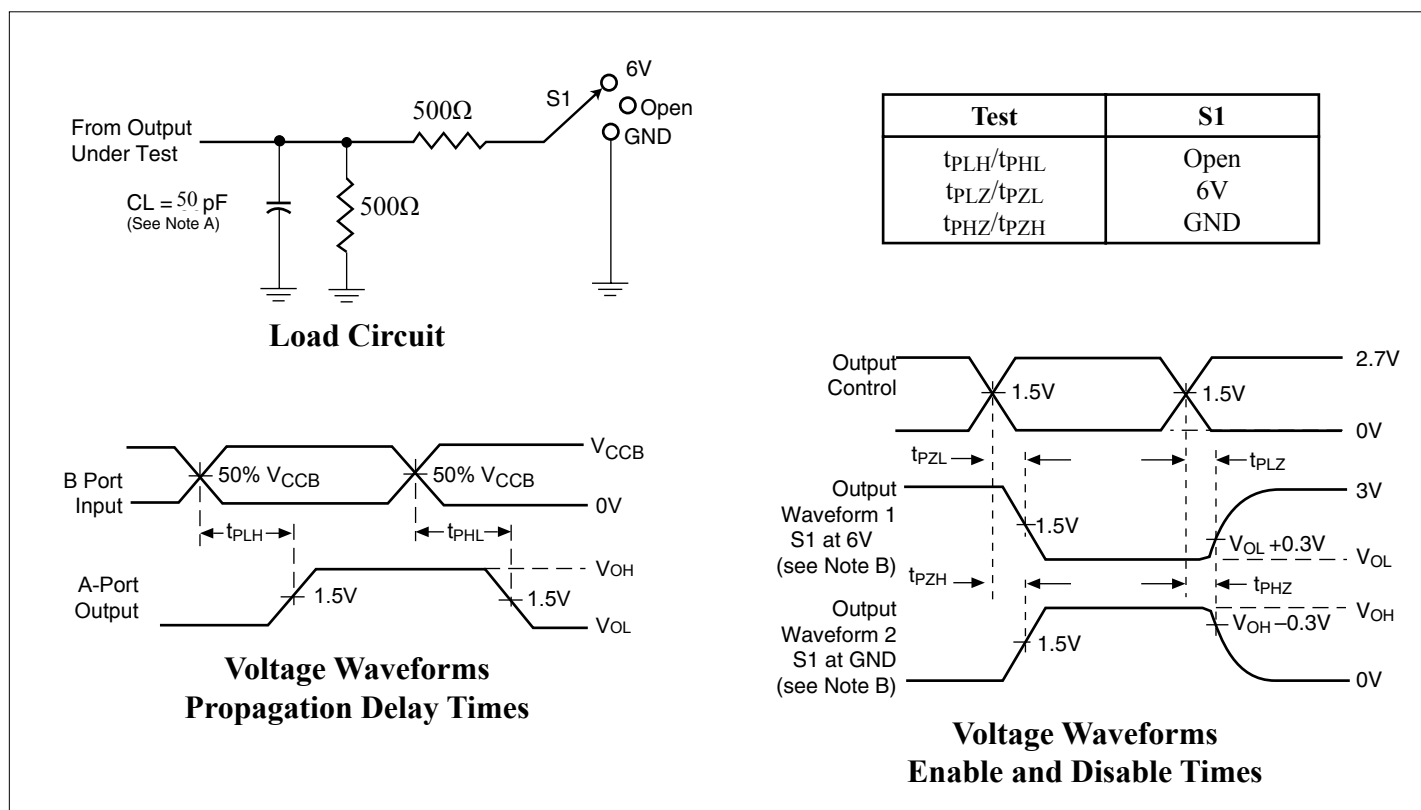 6V
S1
Open
GND
500Ω
From Output
Under Test
CL = 50 pF
(See Note A)
500Ω
Load Circuit
Test S1
tPLH/tPHL Open
tPLZ/tPZL 6V
tPHZ/tPZH GND
B Port
Input
50% VCCB
50% VCCB
VCCB
0V
tPLH
tPHL
A-Port
Output
1.5V
1.5V
VOH
VOL
Voltage Waveforms
Propagation Delay Times
Output
Control
1.5V
1.5V
2.7V
0V
tPZL
tPLZ
Output
Waveform 1
S1 at 6V
(see Note B)
1.5V
3V
VOL +0.3V
VOL
tPZH
tPHZ
Output
Waveform 2
S1 at GND
(see Note B)
1.5V
VOH
VOH –0.3V
0V
Voltage Waveforms
Enable and Disable Times